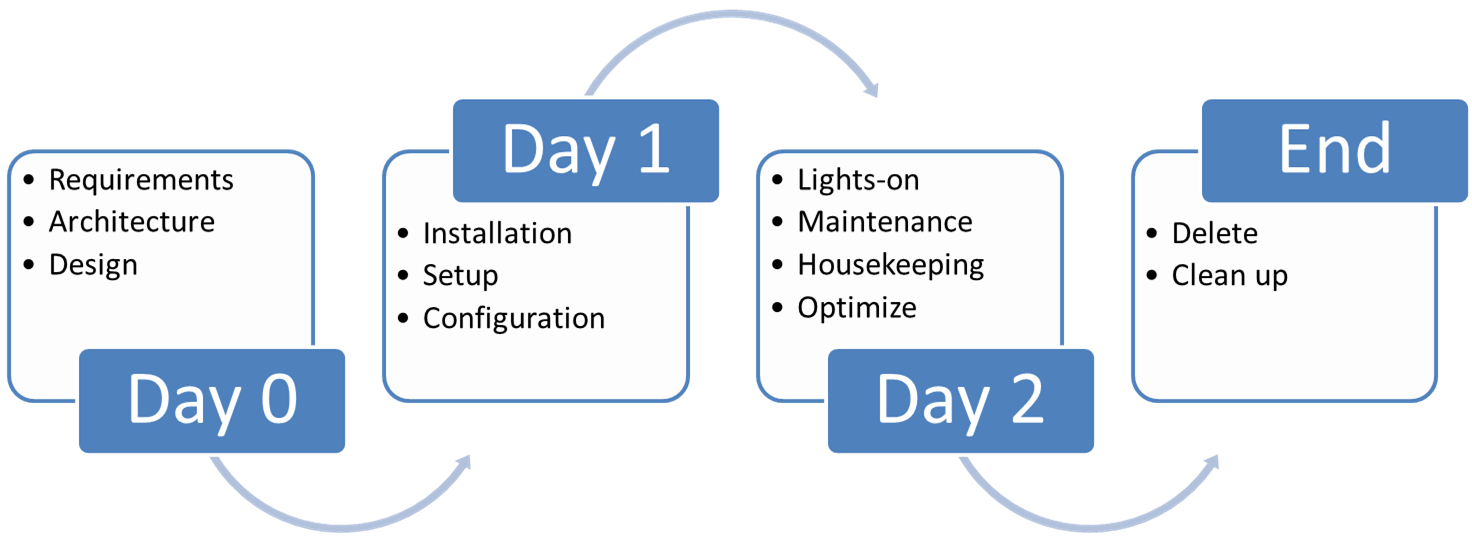 • Requirements
• Architecture
• Design
Day 0
Day 1
• Installation
• Setup
• Configuration
• Lights-on
• Maintenance
• Housekeeping
• Optimize
Day 2
End
• Delete
• Clean up